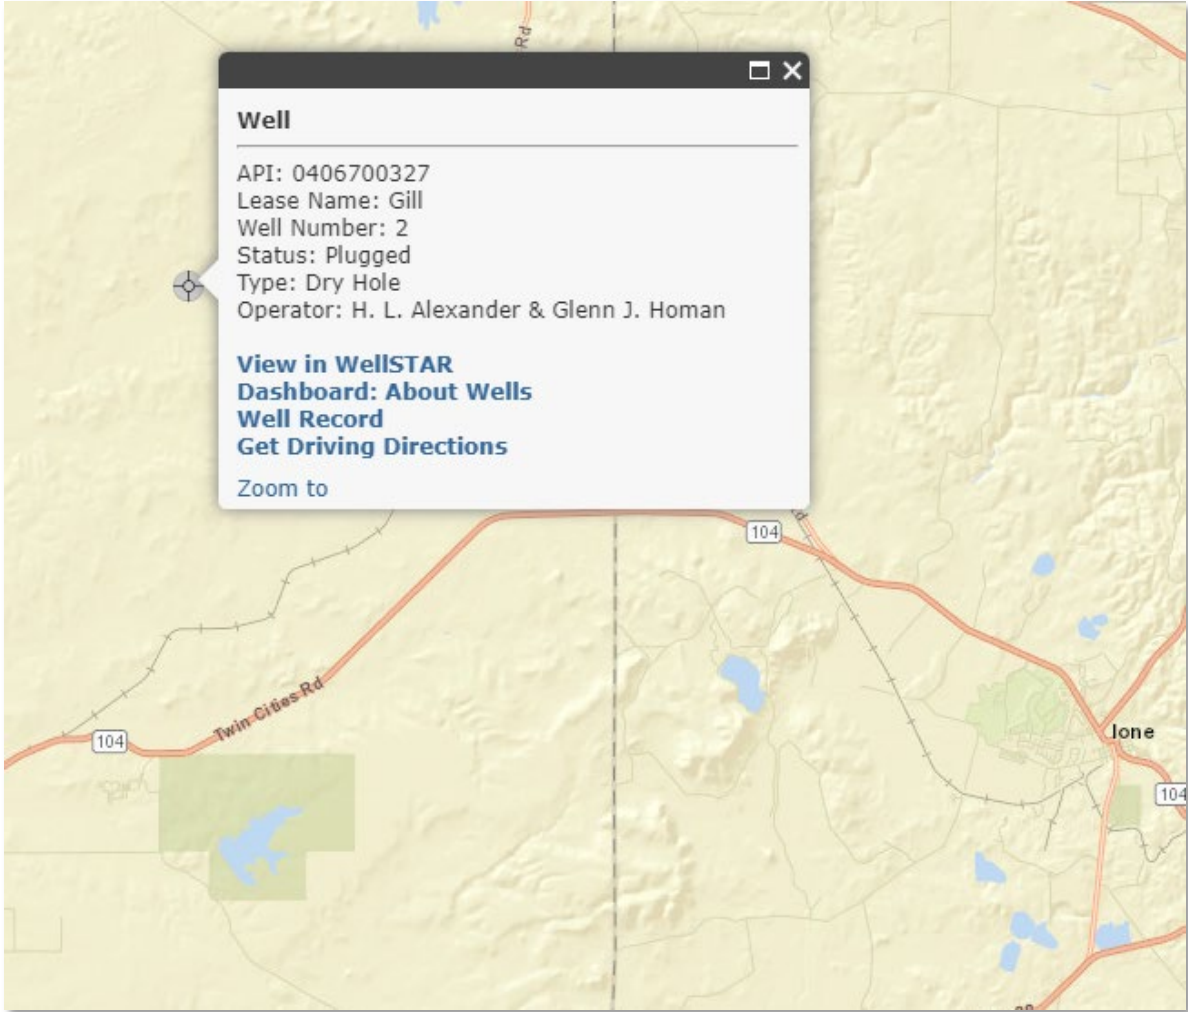 Rd
Well
API: 0406700327
Lease Name: Gill
Well Number: 2
Status: Plugged
Type: Dry Hole
Operator: H. L. Alexander & Glenn J. Homan
View in WellSTAR
Dashboard: About Wells
Well Record
Get Driving Directions
Zoom to
104
Twin Cities Rd
104
Ione
104